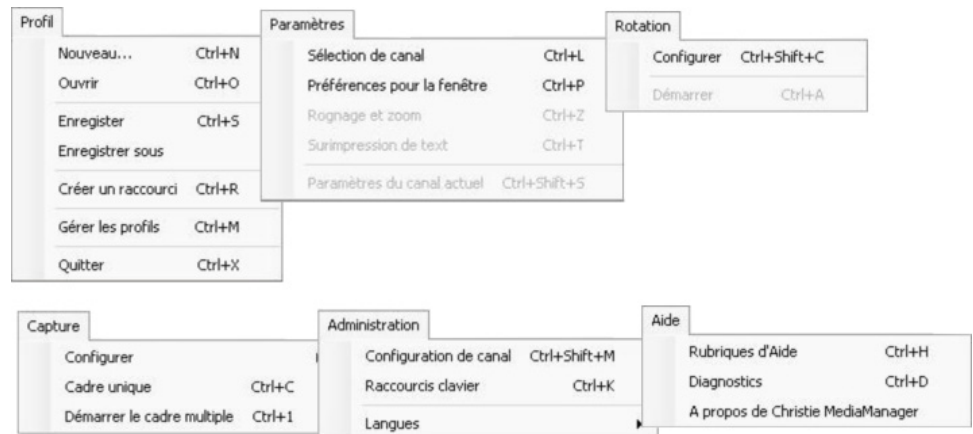 Profil
Nouveau... Ctrl+N
Ouvrir Ctrl+O
Enregister Ctrl+S
Enregistrer sous
Créer un raccourci Ctrl+R
Gérer les profils Ctrl+M
Quitter Ctrl+X
Paramètres
Sélection de canal Ctrl+L
Préférences pour la fenêtre Ctrl+P
Rognage et zoom Ctrl+Z
Surimpression de text Ctrl+T
Paramètres du canal actuel Ctrl+Shift+S
Rotation
Configurer Ctrl+Shift+C
Démarrer Ctrl+A
Capture
Configurer
Cadre unique Ctrl+C
Démarrer le cadre multiple Ctrl+1
Administration
Configuration de canal Ctrl+Shift+M
Raccourcis clavier Ctrl+K
Langues
Aide
Rubriques d'Aide Ctrl+H
Diagnostics Ctrl+D
A propos de Christie MediaManager